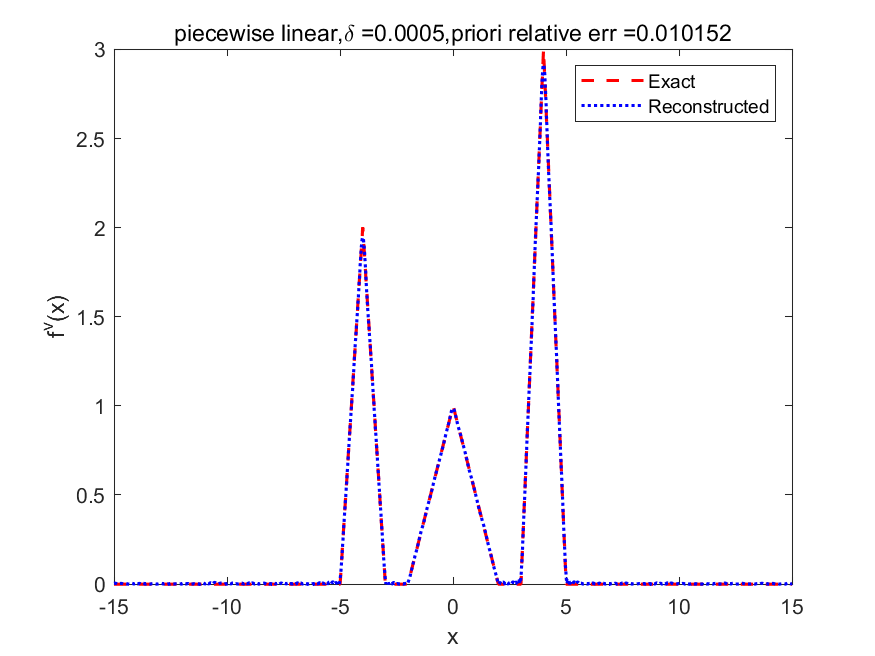 piecewise linear,δ =0.0005,priori relative err =0.010152
Exact
Reconstructed
3
2.5
2
1.5
1
0.5
0
fᵛ(x)
-15
-10
-5
0
5
10
15
x